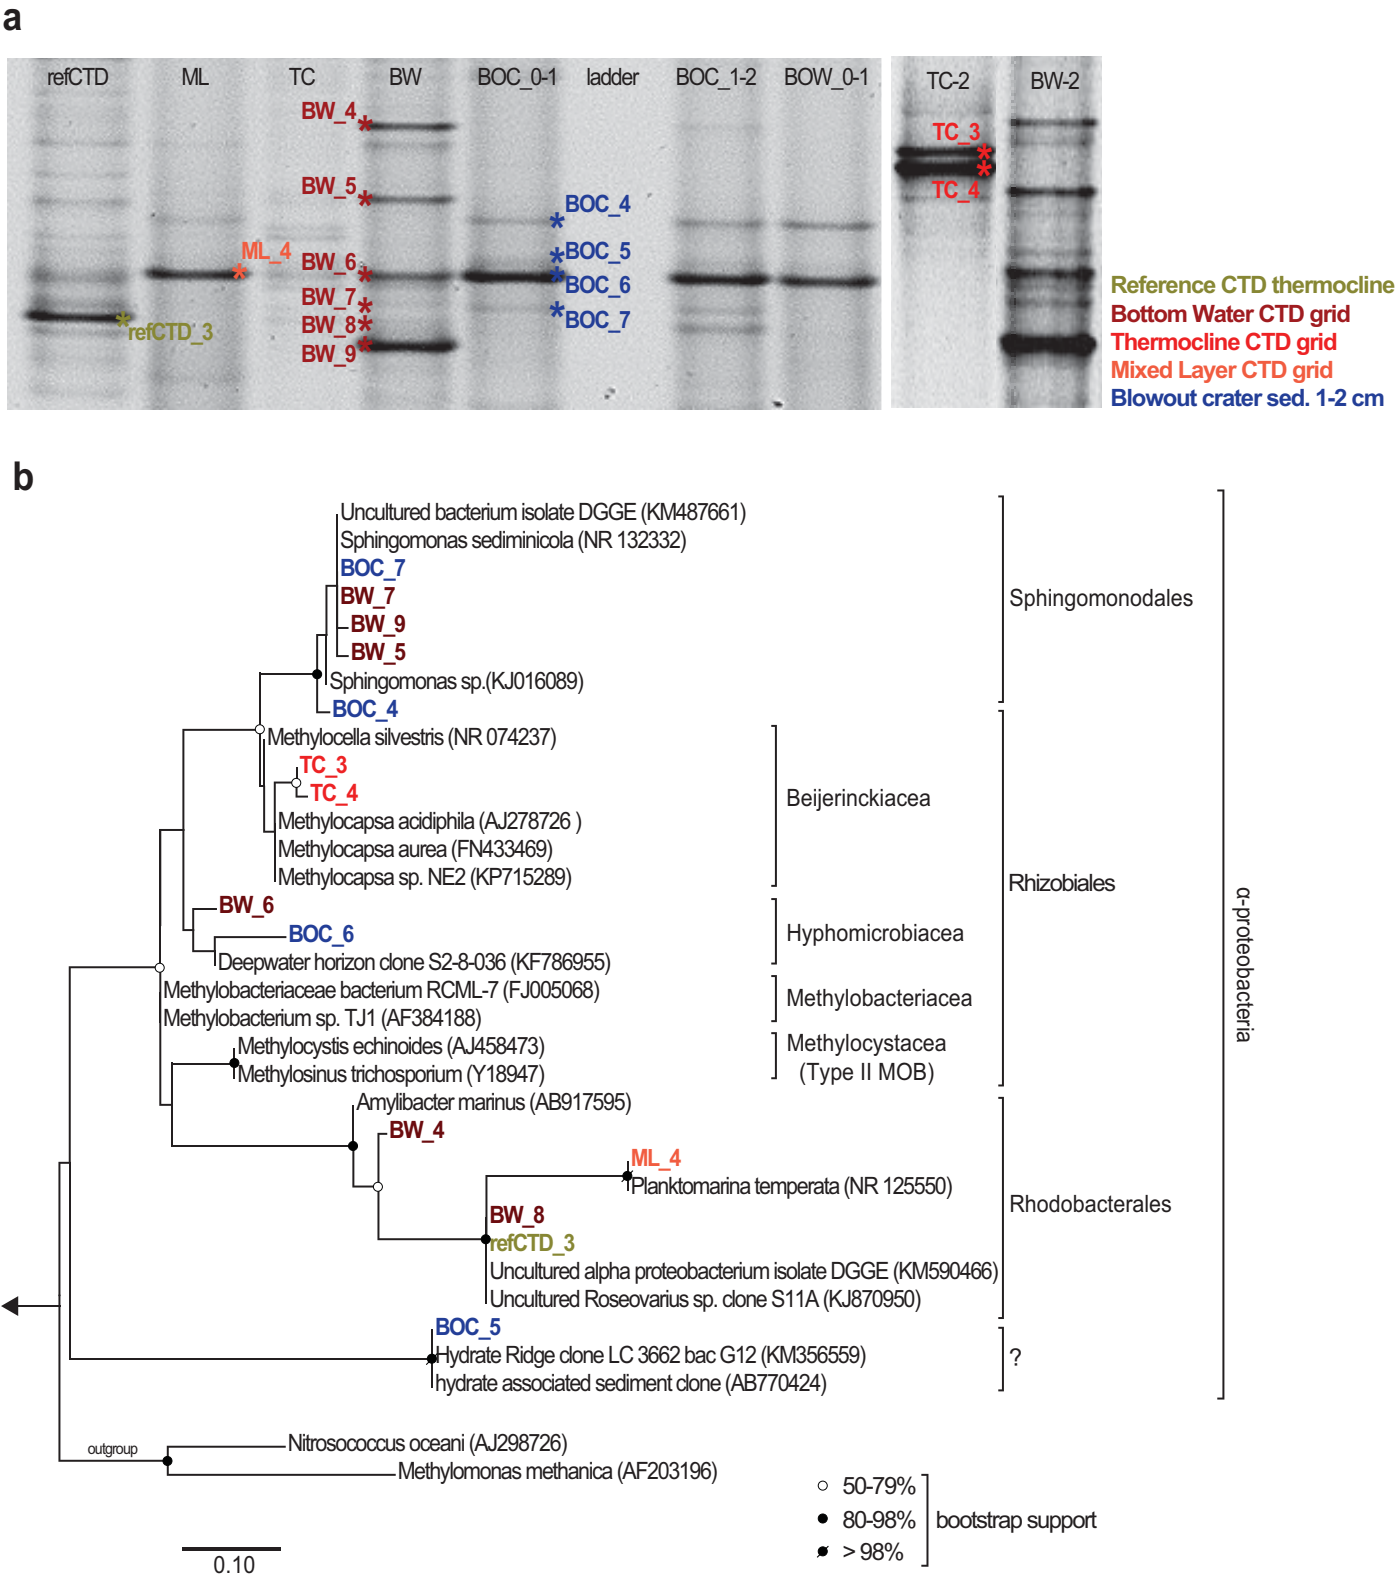 a
refCTD ML TC BW BOC_0-1 ladder BOC_1-2 BOW_0-1 TC-2 BW-2
BW_4
TC_3
BW_5
TC_4
BOC_4
ML_4
BOC_5
BW_6
BOC_6
BW_7
BOC_7
BW_8
refCTD_3
BW_9
Reference CTD thermocline
Bottom Water CTD grid
Thermocline CTD grid
Mixed Layer CTD grid
Blowout crater sed. 1-2 cm
b
Uncultured bacterium isolate DGGE (KM487661)
Sphingomonas sediminicola (NR 132332)
BOC_7
BW_7
BW_9
BW_5
Sphingomonas sp.(KJ016089)
BOC_4
Sphingomonodales
Methylocella silvestris (NR 074237)
TC_3
TC_4
Methylocapsa acidiphila (AJ278726 )
Methylocapsa aurea (FN433469)
Methylocapsa sp. NE2 (KP715289)
Beijerinckiacea
BW_6
BOC_6
Deepwater horizon clone S2-8-036 (KF786955)
Hyphomicrobiacea
Methylobacteriaceae bacterium RCML-7 (FJ005068)
Methylobacterium sp. TJ1 (AF384188)
Methylobacteriacea
Methylocystis echinoides (AJ458473)
Methylosinus trichosporium (Y18947)
Methylocystacea
(Type II MOB)
Rhizobiales
α-proteobacteria
Amylibacter marinus (AB917595)
BW_4
ML_4
Planktomarina temperata (NR 125550)
BW_8
refCTD_3
Uncultured alpha proteobacterium isolate DGGE (KM590466)
Uncultured Roseovarius sp. clone S11A (KJ870950)
Rhodobacterales
BOC_5
Hydrate Ridge clone LC 3662 bac G12 (KM356559)
hydrate associated sediment clone (AB770424)
?
outgroup
Nitrosococcus oceani (AJ298726)
Methylomonas methanica (AF203196)
50-79%
80-98%
> 98%
bootstrap support
0.10